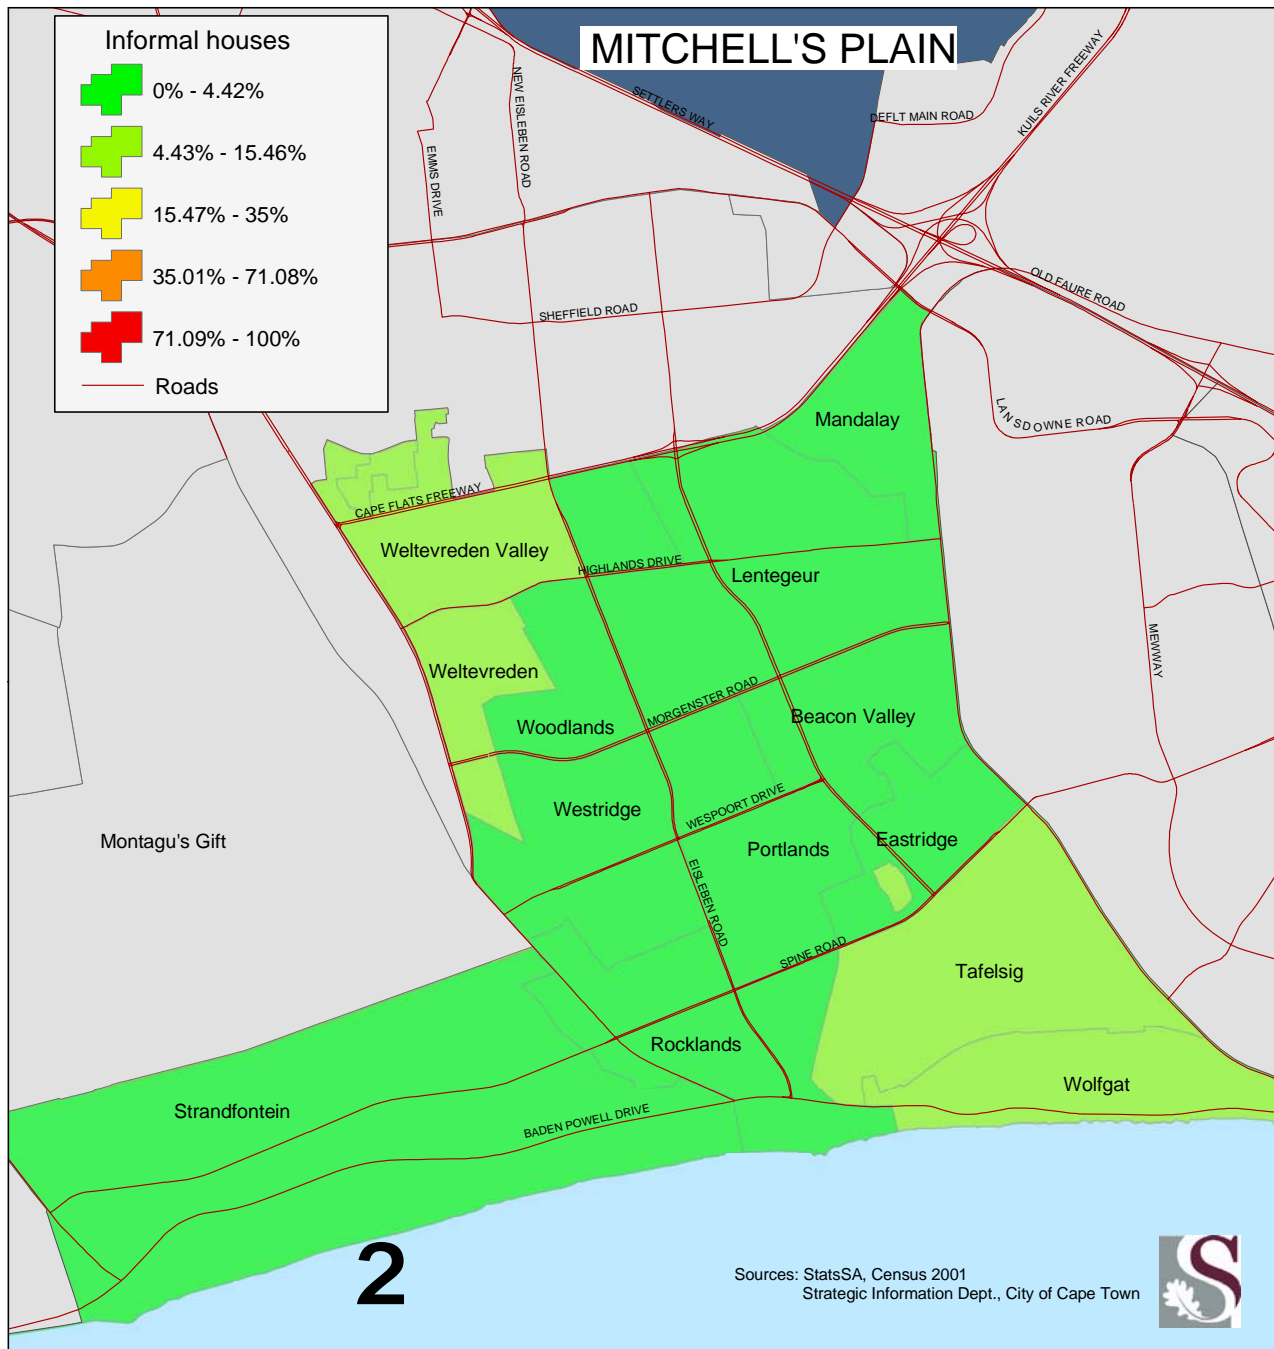 Informal houses
0% - 4.42%
4.43% - 15.46%
15.47% - 35%
35.01% - 71.08%
71.09% - 100%
Roads
MITCHELL'S PLAIN
SETTLERS WAY
NEW EISLEBEN ROAD
EMMS DRIVE
DEFLT MAIN ROAD
KUILS RIVER FREEWAY
OLD FAURE ROAD
SHEFFIELD ROAD
LANSDOWNE ROAD
Mandalay
CAPE FLATS FREEWAY
Weltevreden Valley
HIGHLANDS DRIVE
Lentegeur
MEWWAY
Weltevreden
Woodlands
MORGENSTER ROAD
Beacon Valley
Westridge
WESPOORT DRIVE
Montagu's Gift
Portlands
Eastridge
EISLEBEN ROAD
SPINE ROAD
Tafelsig
Rocklands
Wolfgat
Strandfontein
BADEN POWELL DRIVE
2
Sources: StatsSA, Census 2001
Strategic Information Dept., City of Cape Town
S